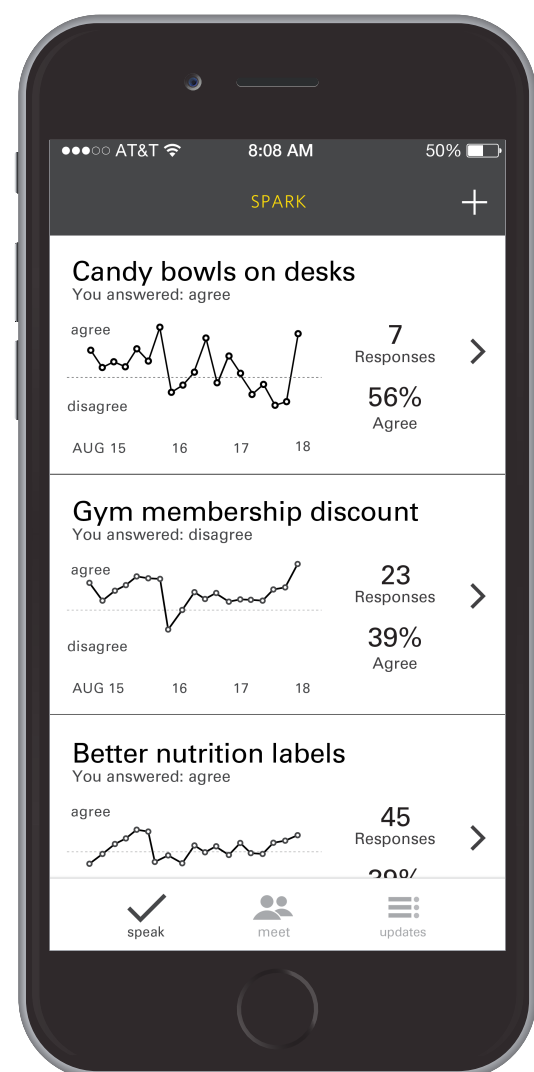 AT&T 8:08 AM 50%
SPARK
Candy bowls on desks
You answered: agree
agree
disagree
AUG 15 16 17 18
7
Responses
56%
Agree
Gym membership discount
You answered: disagree
agree
disagree
AUG 15 16 17 18
23
Responses
39%
Agree
Better nutrition labels
You answered: agree
agree
45
Responses
speak
meet
updates